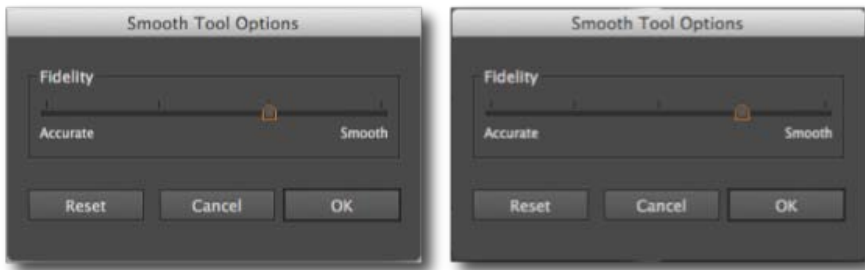 Smooth Tool Options
Fidelity
Accurate Smooth
Reset Cancel OK
Smooth Tool Options
Fidelity
Accurate Smooth
Reset Cancel OK